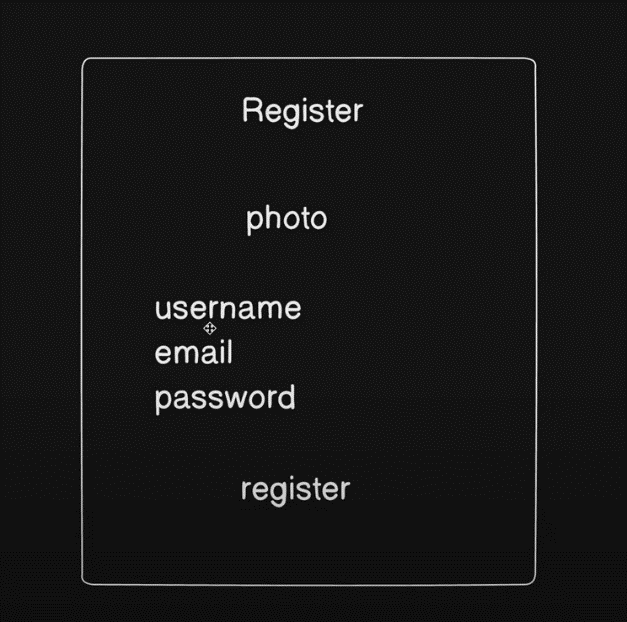 Register
photo
username
email
password
register